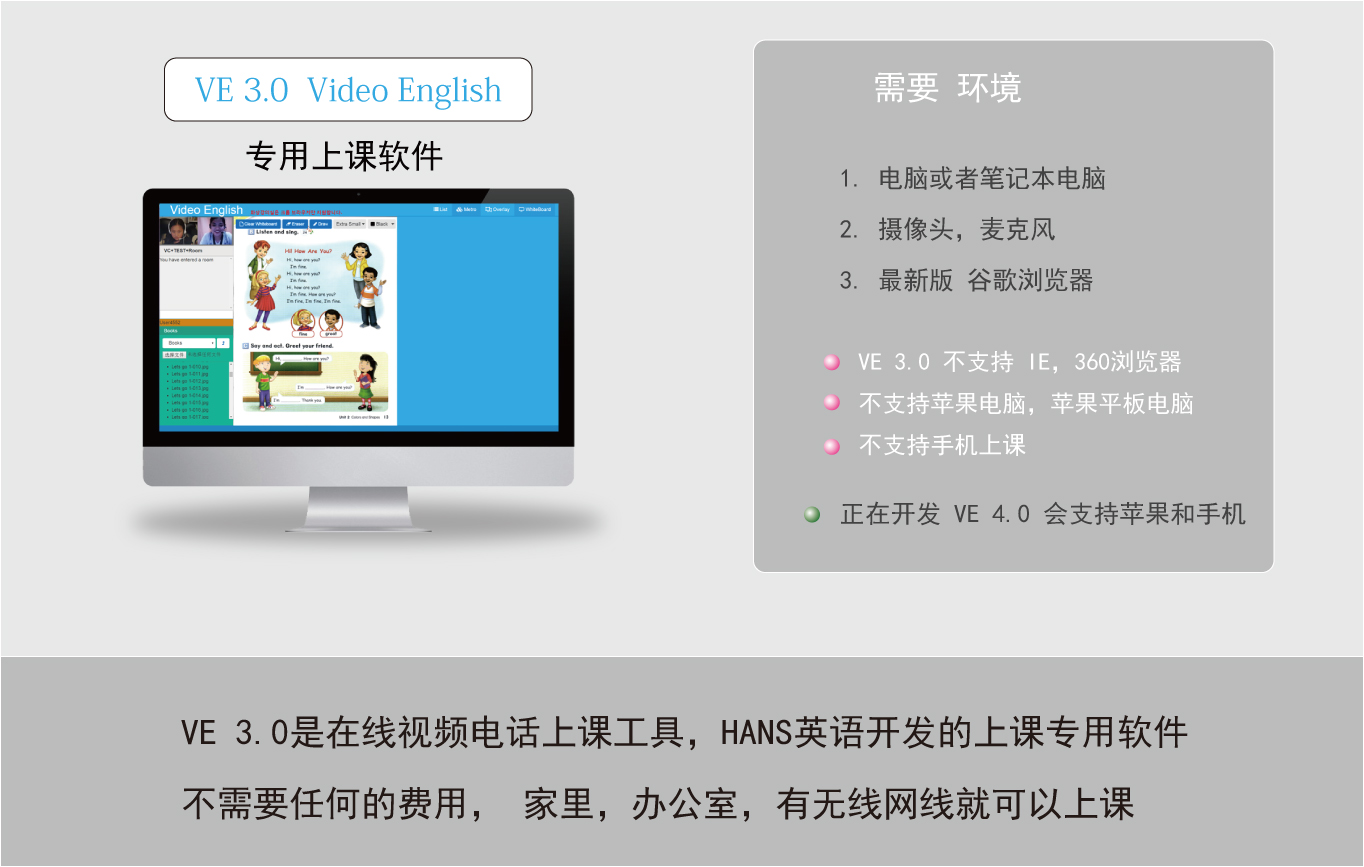 VE 3.0 Video English
专用上课软件
Video English
List
Memo
Overlay
WhiteBoard
Clear Whiteboard
Eraser
Draw
Extra Small
Black
VC+TEST+Room
You have entered a room
Books
Books
选择文件
Lets go 1-010.jpg
Lets go 1-011.jpg
Lets go 1-012.jpg
Lets go 1-013.jpg
Lets go 1-014.jpg
Lets go 1-015.jpg
Lets go 1-016.jpg
Lets go 1-017.jpg
Listen and sing.
Hi! How Are You?
Hi, how are you?
I'm fine.
Hi, how are you?
I'm fine.
Hi, how are you?
I'm fine. How are you?
I'm fine, I'm fine, I'm fine.
fine
great
Say and act. Greet your friend.
Hi, ______ How are you?
I'm ______ How are you?
I'm ______ Thank you.
Unit 2 Colors and Shapes 13
需要 环境
1. 电脑或者笔记本电脑
2. 摄像头，麦克风
3. 最新版 谷歌浏览器
VE 3.0 不支持 IE，360浏览器
不支持苹果电脑，苹果平板电脑
不支持手机上课
正在开发 VE 4.0 会支持苹果和手机
VE 3.0是在线视频电话上课工具，HANS英语开发的上课专用软件
不需要任何的费用， 家里，办公室，有无线网线就可以上课